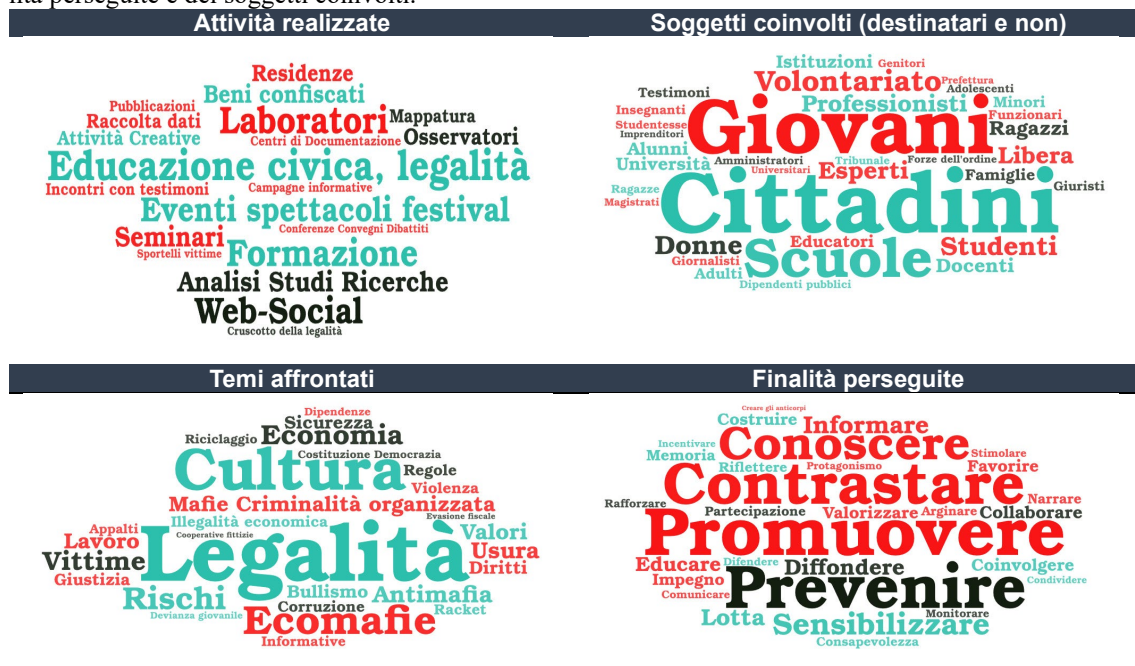 nità perseguite e dei soggetti coinvolti.
Attività realizzate
Residenze
Beni confiscati
Pubblicazioni
Raccolta dati
Laboratori
Mappatura
Attività Creative
Centri di Documentazione
Osservatori
Educazione civica, legalità
Incontri con testimoni
Campagne informative
Eventi spettacoli festival
Conferenze Convegni Dibattiti
Seminari
Sportelli vittime
Formazione
Analisi Studi Ricerche
Web-Social
Cruscotto della legalità
Soggetti coinvolti (destinatari e non)
Istituzioni
Genitori
Volontariato
Prefettura
Testimoni
Adolescenti
Professionisti
Minori
Insegnanti
Giovani
Funzionari
Studentesse
Ragazzi
Imprenditori
Alunni
Università
Amministratori
Tribunale
Forze dell'ordine
Libera
Universitari
Esperti
Famiglie
Ragazze
Cittadini
Giuristi
Magistrati
Donne
Educatori
Studenti
Giornalisti
Scuole
Docenti
Adulti
Dipendenti pubblici
Temi affrontati
Dipendenze
Sicurezza
Riciclaggio
Economia
Costituzione Democrazia
Cultura
Regole
Violenza
Mafie Criminalità organizzata
Evasione fiscale
Illegalità economica
Appalti
Cooperative fittizie
Valori
Lavoro
Legalità
Usura
Vittime
Diritti
Giustizia
Bullismo
Antimafia
Rischi
Corruzione
Racket
Devianza giovanile
Ecomafie
Informative
Finalità perseguite
Creare gli anticorpi
Costruire
Informare
Incentivare
Conoscere
Memoria
Stimolare
Riflettere
Protagonismo
Favorire
Contrastare
Narrare
Rafforzare
Partecipazione
Valorizzare
Arginare
Collaborare
Promuovere
Educare
Difendere
Diffondere
Coinvolgere
Impegno
Condividere
Comunicare
Prevenire
Monitorare
Lotta
Sensibilizzare
Consapevolezza